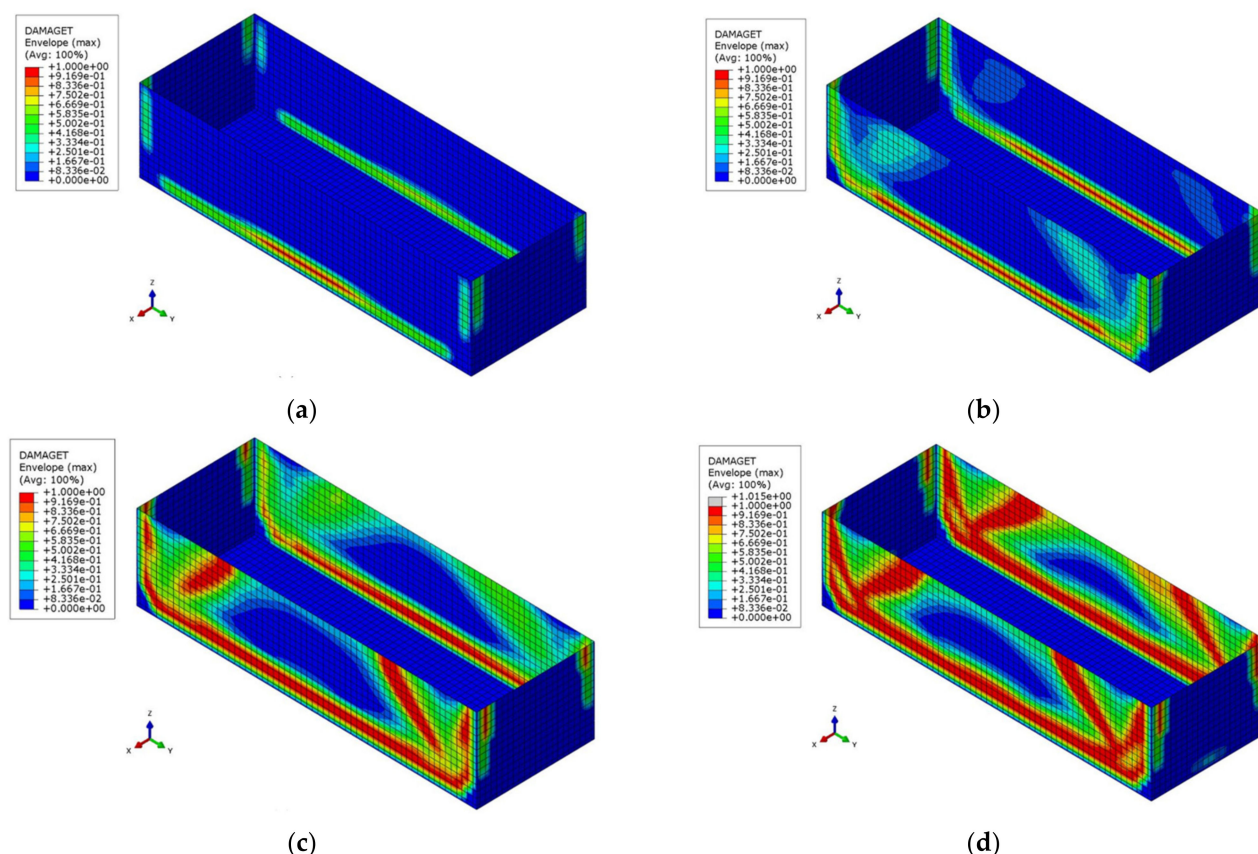 DAMAGET
Envelope (max)
(Avg: 100%)
+1.000e+00
+9.169e-01
+8.336e-01
+7.502e-01
+6.669e-01
+5.835e-01
+5.002e-01
+4.168e-01
+3.334e-01
+2.501e-01
+1.667e-01
+8.336e-02
+0.000e+00
Z
X
Y
(a)
DAMAGET
Envelope (max)
(Avg: 100%)
+1.000e+00
+9.169e-01
+8.336e-01
+7.502e-01
+6.669e-01
+5.835e-01
+5.002e-01
+4.168e-01
+3.334e-01
+2.501e-01
+1.667e-01
+8.336e-02
+0.000e+00
Z
X
Y
(b)
DAMAGET
Envelope (max)
(Avg: 100%)
+1.000e+00
+9.169e-01
+8.336e-01
+7.502e-01
+6.669e-01
+5.835e-01
+5.002e-01
+4.168e-01
+3.334e-01
+2.501e-01
+1.667e-01
+8.336e-02
+0.000e+00
Z
X
Y
(c)
DAMAGET
Envelope (max)
(Avg: 100%)
+1.015e+00
+1.000e+00
+9.169e-01
+8.336e-01
+7.502e-01
+6.669e-01
+5.835e-01
+5.002e-01
+4.168e-01
+3.334e-01
+2.501e-01
+1.667e-01
+8.336e-02
+0.000e+00
Z
X
Y
(d)